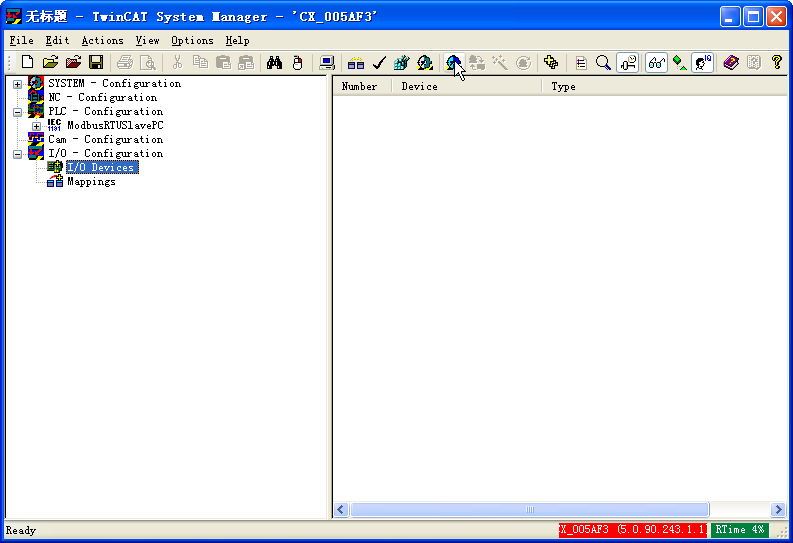 无标题 - TwinCAT System Manager - 'CX_005AF3'
File Edit Actions View Options Help
SYSTEM - Configuration
NC - Configuration
PLC - Configuration
IEC 1131 ModbusRTUSlavePC
Cam - Configuration
I/O - Configuration
I/O Devices
Mappings
Number Device Type
Ready X_005AF3 (5.0.90.243.1.1 RTime 4%